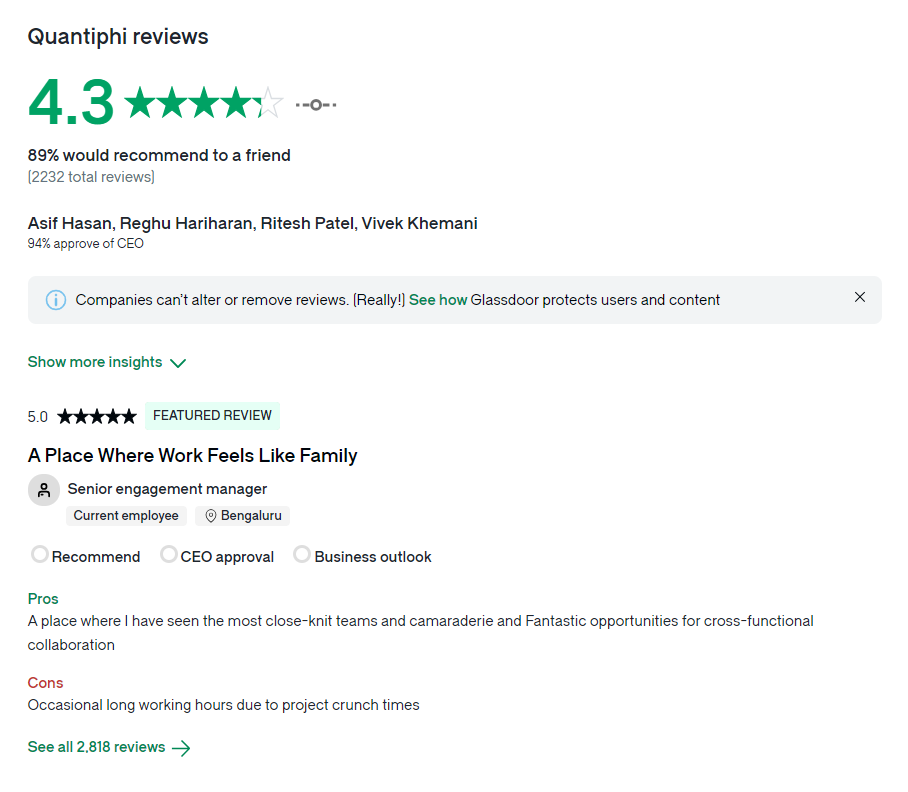 Quantiphi reviews
4.3
89% would recommend to a friend
(2232 total reviews)
Asif Hasan, Reghu Hariharan, Ritesh Patel, Vivek Khemani
94% approve of CEO
Companies can't alter or remove reviews. (Really!) See how Glassdoor protects users and content
Show more insights
5.0 FEATURED REVIEW
A Place Where Work Feels Like Family
Senior engagement manager
Current employee Bengaluru
Recommend CEO approval Business outlook
Pros
A place where I have seen the most close-knit teams and camaraderie and Fantastic opportunities for cross-functional
collaboration
Cons
Occasional long working hours due to project crunch times
See all 2,818 reviews